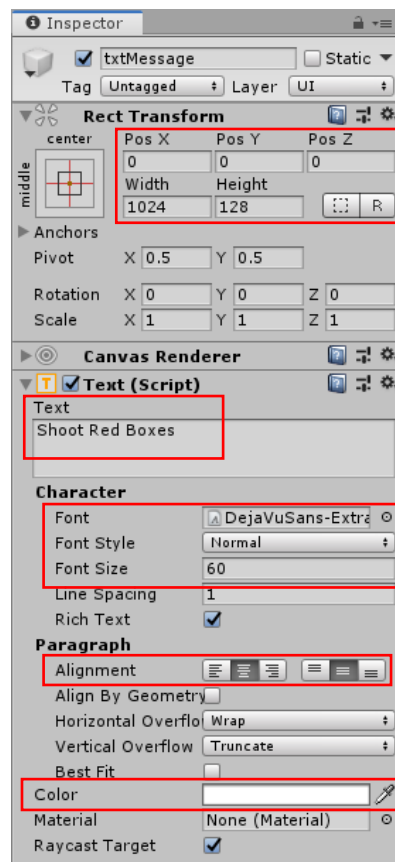 Inspector
txtMessage Static
Tag Untagged Layer UI
Rect Transform
center Pos X Pos Y Pos Z
0 0 0
middle Width Height
1024 128 R
Anchors
Pivot X 0.5 Y 0.5
Rotation X 0 Y 0 Z 0
Scale X 1 Y 1 Z 1
Canvas Renderer
T Text (Script)
Text
Shoot Red Boxes
Character
Font DejaVuSans-Extra
Font Style Normal
Font Size 60
Line Spacing 1
Rich Text
Paragraph
Alignment
Align By Geometry
Horizontal Overflo Wrap
Vertical Overflow Truncate
Best Fit
Color
Material None (Material)
Raycast Target